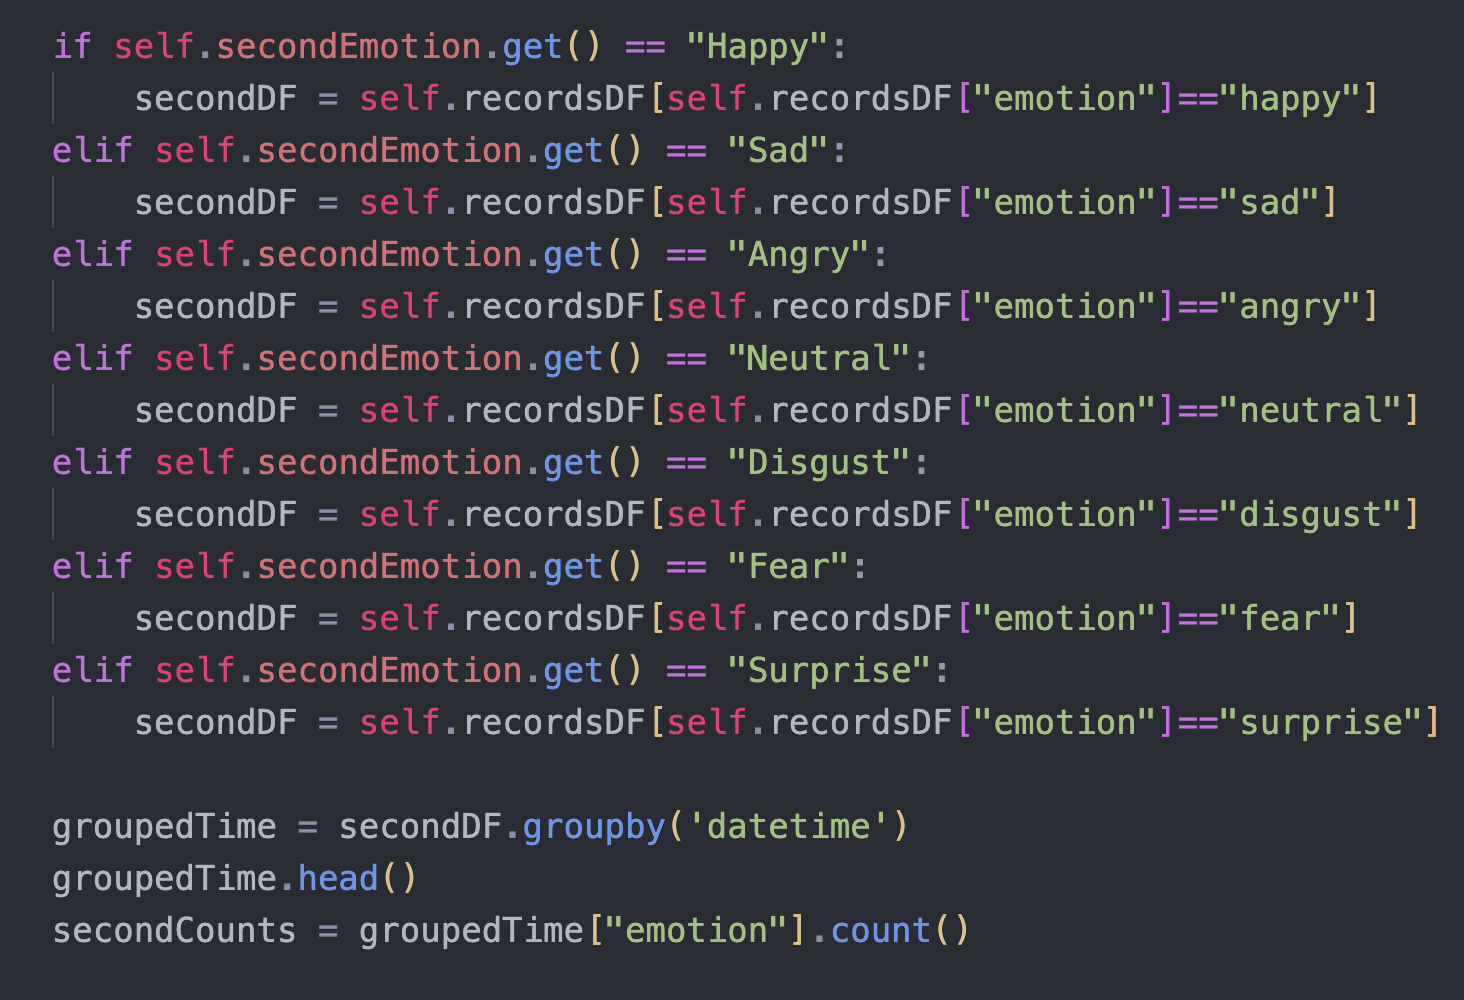 if self.secondEmotion.get() == "Happy":
    secondDF = self.recordsDF[self.recordsDF["emotion"]=="happy"]
elif self.secondEmotion.get() == "Sad":
    secondDF = self.recordsDF[self.recordsDF["emotion"]=="sad"]
elif self.secondEmotion.get() == "Angry":
    secondDF = self.recordsDF[self.recordsDF["emotion"]=="angry"]
elif self.secondEmotion.get() == "Neutral":
    secondDF = self.recordsDF[self.recordsDF["emotion"]=="neutral"]
elif self.secondEmotion.get() == "Disgust":
    secondDF = self.recordsDF[self.recordsDF["emotion"]=="disgust"]
elif self.secondEmotion.get() == "Fear":
    secondDF = self.recordsDF[self.recordsDF["emotion"]=="fear"]
elif self.secondEmotion.get() == "Surprise":
    secondDF = self.recordsDF[self.recordsDF["emotion"]=="surprise"]

groupedTime = secondDF.groupby('datetime')
groupedTime.head()
secondCounts = groupedTime["emotion"].count()